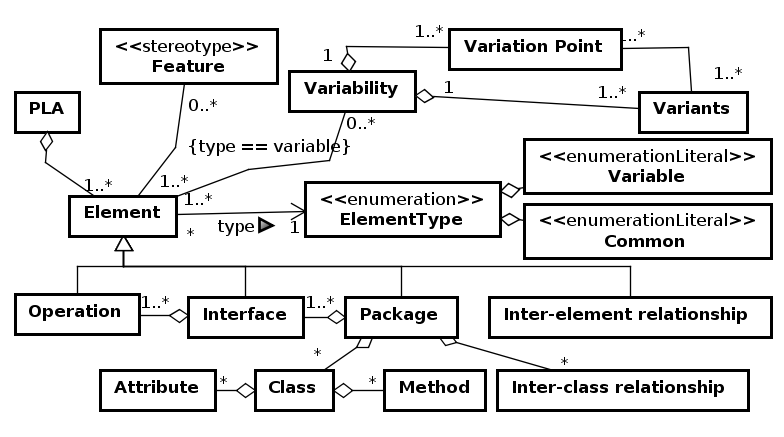 <<stereotype>>
Feature
1..*
Variation Point
1..*
1
Variability
1
1..*
1..*
Variants
PLA
0..*
0..*
{type == variable}
<<enumerationLiteral>>
Variable
1..*
1..*
1..*
Element
*
type
1
<<enumeration>>
ElementType
<<enumerationLiteral>>
Common
Operation
1..*
Interface
1..*
Package
Inter-element relationship
*
*
Attribute
*
Class
*
Method
Inter-class relationship